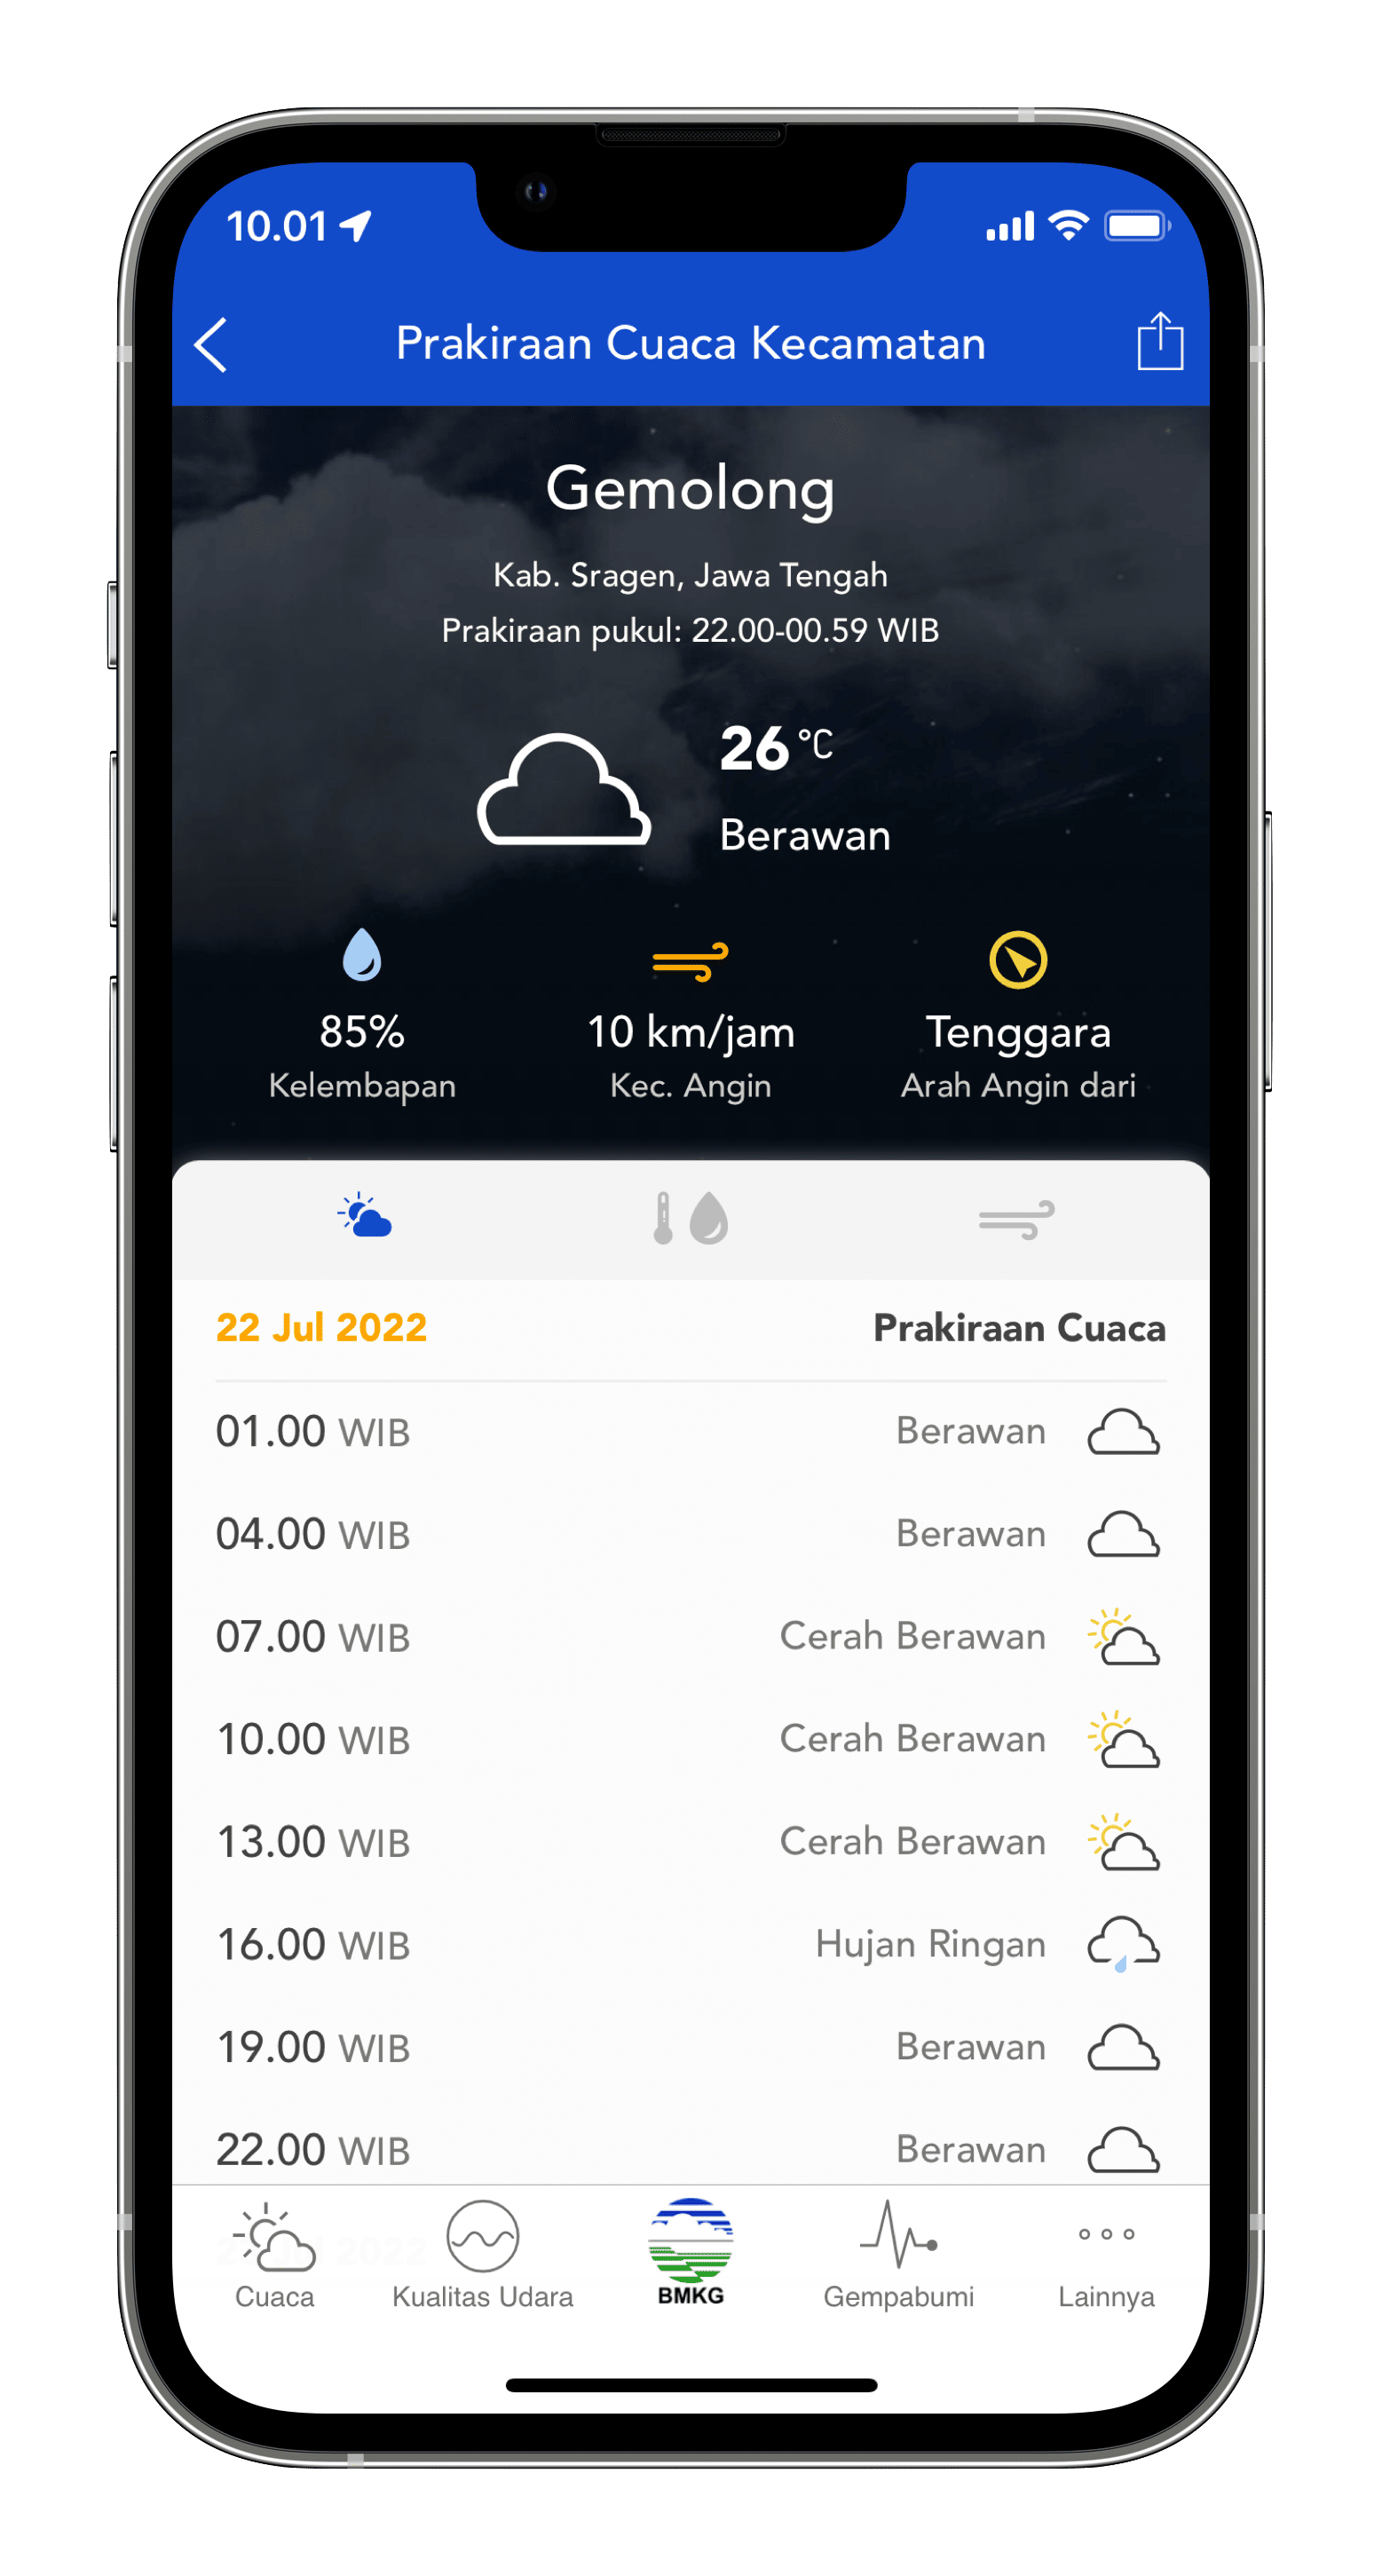 10.01
Prakiraan Cuaca Kecamatan
Gemolong
Kab. Sragen, Jawa Tengah
Prakiraan pukul: 22.00-00.59 WIB
26 °C
Berawan
85% 10 km/jam Tenggara
Kelembapan Kec. Angin Arah Angin dari
22 Jul 2022 Prakiraan Cuaca
01.00 WIB Berawan
04.00 WIB Berawan
07.00 WIB Cerah Berawan
10.00 WIB Cerah Berawan
13.00 WIB Cerah Berawan
16.00 WIB Hujan Ringan
19.00 WIB Berawan
22.00 WIB Berawan
2022
Cuaca Kualitas Udara BMKG Gempabumi Lainnya